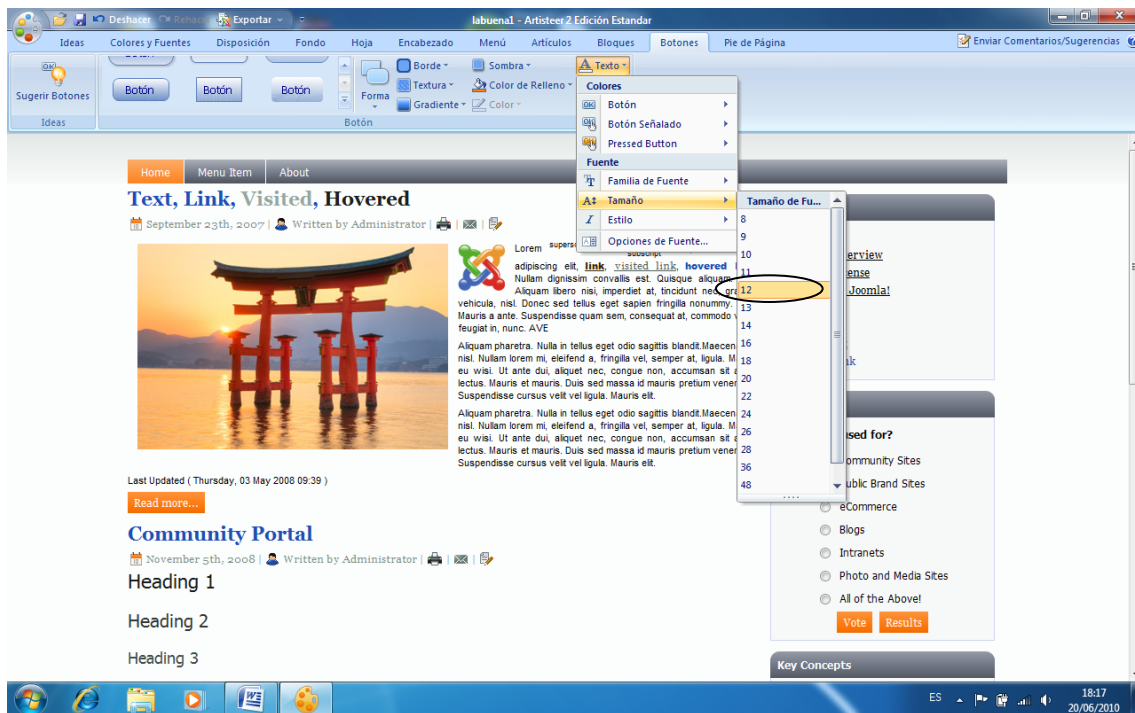 Deshacer Rehacer Exportar
labuena1 - Artisteer 2 Edición Estandar
Ideas Colores y Fuentes Disposición Fondo Hoja Encabezado Menú Artículos Bloques Botones Pie de Página
Enviar Comentarios/Sugerencias
Sugerir Botones
Ideas
Botón Botón Botón
Forma
Borde
Textura
Gradiente
Sombra
Color de Relleno
Color
Botón
Texto
Colores
Botón
Botón Señalado
Pressed Button
Fuente
Familia de Fuente
Tamaño
Estilo
Opciones de Fuente...
Tamaño de Fu...
8
9
10
11
12
13
14
16
18
20
22
24
26
28
36
48
Home Menu Item About
Text, Link, Visited, Hovered
September 23th, 2007 | Written by Administrator |
Lorem
adipiscing elit, link, visited link, hovered
Nullam dignissim convallis est. Quisque aliquam
Aliquam libero nisi, imperdiet at, tincidunt nec, gra
vehicula, nisl. Donec sed tellus eget sapien fringilla nonummy.
Mauris a ante. Suspendisse quam sem, consequat at, commodo v
feugiat in, nunc. AVE
Aliquam pharetra. Nulla in tellus eget odio sagittis blandit.Maecen
nisl. Nullam lorem mi, eleifend a, fringilla vel, semper at, ligula. M
eu wisi. Ut ante dui, aliquet nec, congue non, accumsan sit a
lectus. Mauris et mauris. Duis sed massa id mauris pretium vener
Suspendisse cursus velit vel ligula. Mauris elit.
Aliquam pharetra. Nulla in tellus eget odio sagittis blandit.Maecen
nisl. Nullam lorem mi, eleifend a, fringilla vel, semper at, ligula. M
eu wisi. Ut ante dui, aliquet nec, congue non, accumsan sit a
lectus. Mauris et mauris. Duis sed massa id mauris pretium vener
Suspendisse cursus velit vel ligula. Mauris elit.
Last Updated ( Thursday, 03 May 2008 09:39 )
Read more...
Community Portal
November 5th, 2008 | Written by Administrator |
Heading 1
Heading 2
Heading 3
erview
ense
Joomla!
used for?
ommunity Sites
ublic Brand Sites
eCommerce
Blogs
Intranets
Photo and Media Sites
All of the Above!
Vote Results
Key Concepts
ES
18:17
20/06/2010